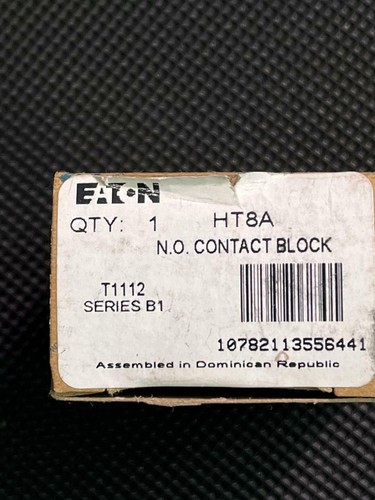 EATON
QTY: 1 HT8A
N.O. CONTACT BLOCK
T1112
SERIES B1
10782113556441
Assembled in Dominican Republic